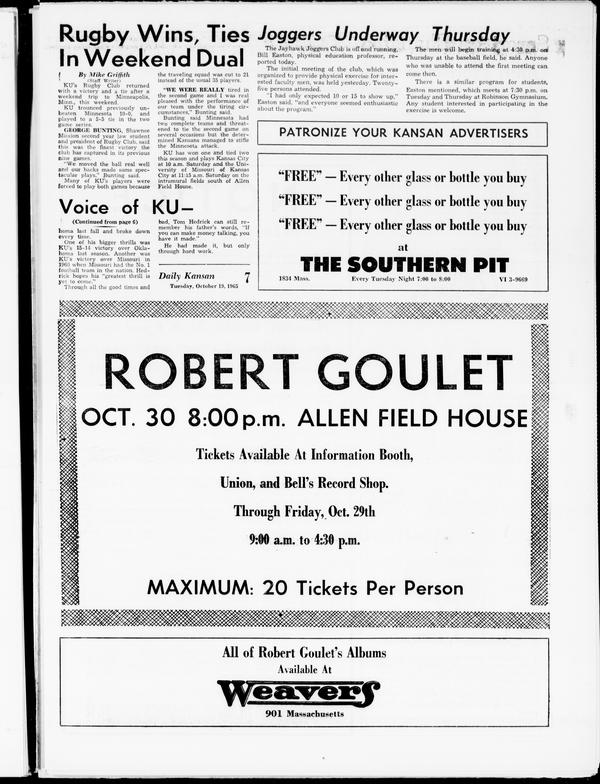 Rugby Wins, Ties
In Weekend Dual
By Mike Griffith
(Staff Writer)
KU's Rugby Club returned
with a victory and a tie after a
weekend trip to Minneapolis,
Minn., this weekend.
KU trounced previously un-
beaten Minnesota 10-0, and
played to a 5-5 tie in the two
game series.
GEORGE BUNTING, Shawnee
Mission second year law student
and president of Rugby Club, said
this was the finest victory the
club has captured in its previous
nine games.
"We moved the ball real well
and our backs made some spec-
tacular plays," Bunting said.
Many of KU's players were
forced to play both games because
the traveling squad was cut to 21
instead of the usual 35 players.
"WE WERE REALLY tired in
the second game and I was real
pleased with the performance of
our team under the tiring cir-
cumstances," Bunting said.
Bunting said Minnesota had
two complete teams and threat-
ened to tie the second game on
several occasions but the deter-
mined Kansans managed to stifle
the Minnesota attack.
KU has won one and tied two
this season and plays Kansas City
at 10 a.m. Saturday and the Uni-
versity of Missouri of Kansas
City at 11:15 a.m. Saturday on the
intramural fields south of Allen
Field House.
Voice of KU—
(Continued from page 6)
homa last fall and broke down
every time.
One of his bigger thrills was
KU's 15-14 victory over Okla-
homa last season. Another was
KU's victory over Missouri in
1960 when Missouri had the No. 1
football team in the nation. Hed-
rick hopes his "greatest thrill is
yet to come."
Through all the good times and
bad, Tom Hedrick can still re-
member his father's words, "If
you can make money talking, you
have it made."
He had made it, but only
through hard work.
Daily Kansan 7
Tuesday, October 19, 1965
Joggers Underway Thursday
The Jayhawk Joggers Club is off and running,
Bill Easton, physical education professor, re-
ported today.
The initial meeting of the club, which was
organized to provide physical exercise for inter-
ested faculty men, was held yesterday. Twenty-
five persons attended.
"I had only expected 10 or 15 to show up,"
Easton said, "and everyone seemed enthusiastic
about the program."
The men will begin training at 4:30 p.m. on
Thursday at the baseball field, he said. Anyone
who was unable to attend the first meeting can
come then.
There is a similar program for students,
Easton mentioned, which meets at 7:30 p.m. on
Tuesday and Thursday at Robinson Gymnasium.
Any student interested in participating in the
exercise is welcome.
PATRONIZE YOUR KANSAN ADVERTISERS
"FREE" — Every other glass or bottle you buy
"FREE" — Every other glass or bottle you buy
"FREE" — Every other glass or bottle you buy
at
THE SOUTHERN PIT
1834 Mass. Every Tuesday Night 7:00 to 8:00 VI 3-9669
ROBERT GOULET
OCT. 30 8:00 p.m. ALLEN FIELD HOUSE
Tickets Available At Information Booth,
Union, and Bell's Record Shop.
Through Friday, Oct. 29th
9:00 a.m. to 4:30 p.m.
MAXIMUM: 20 Tickets Per Person
All of Robert Goulet's Albums
Available At
Weavers
901 Massachusetts